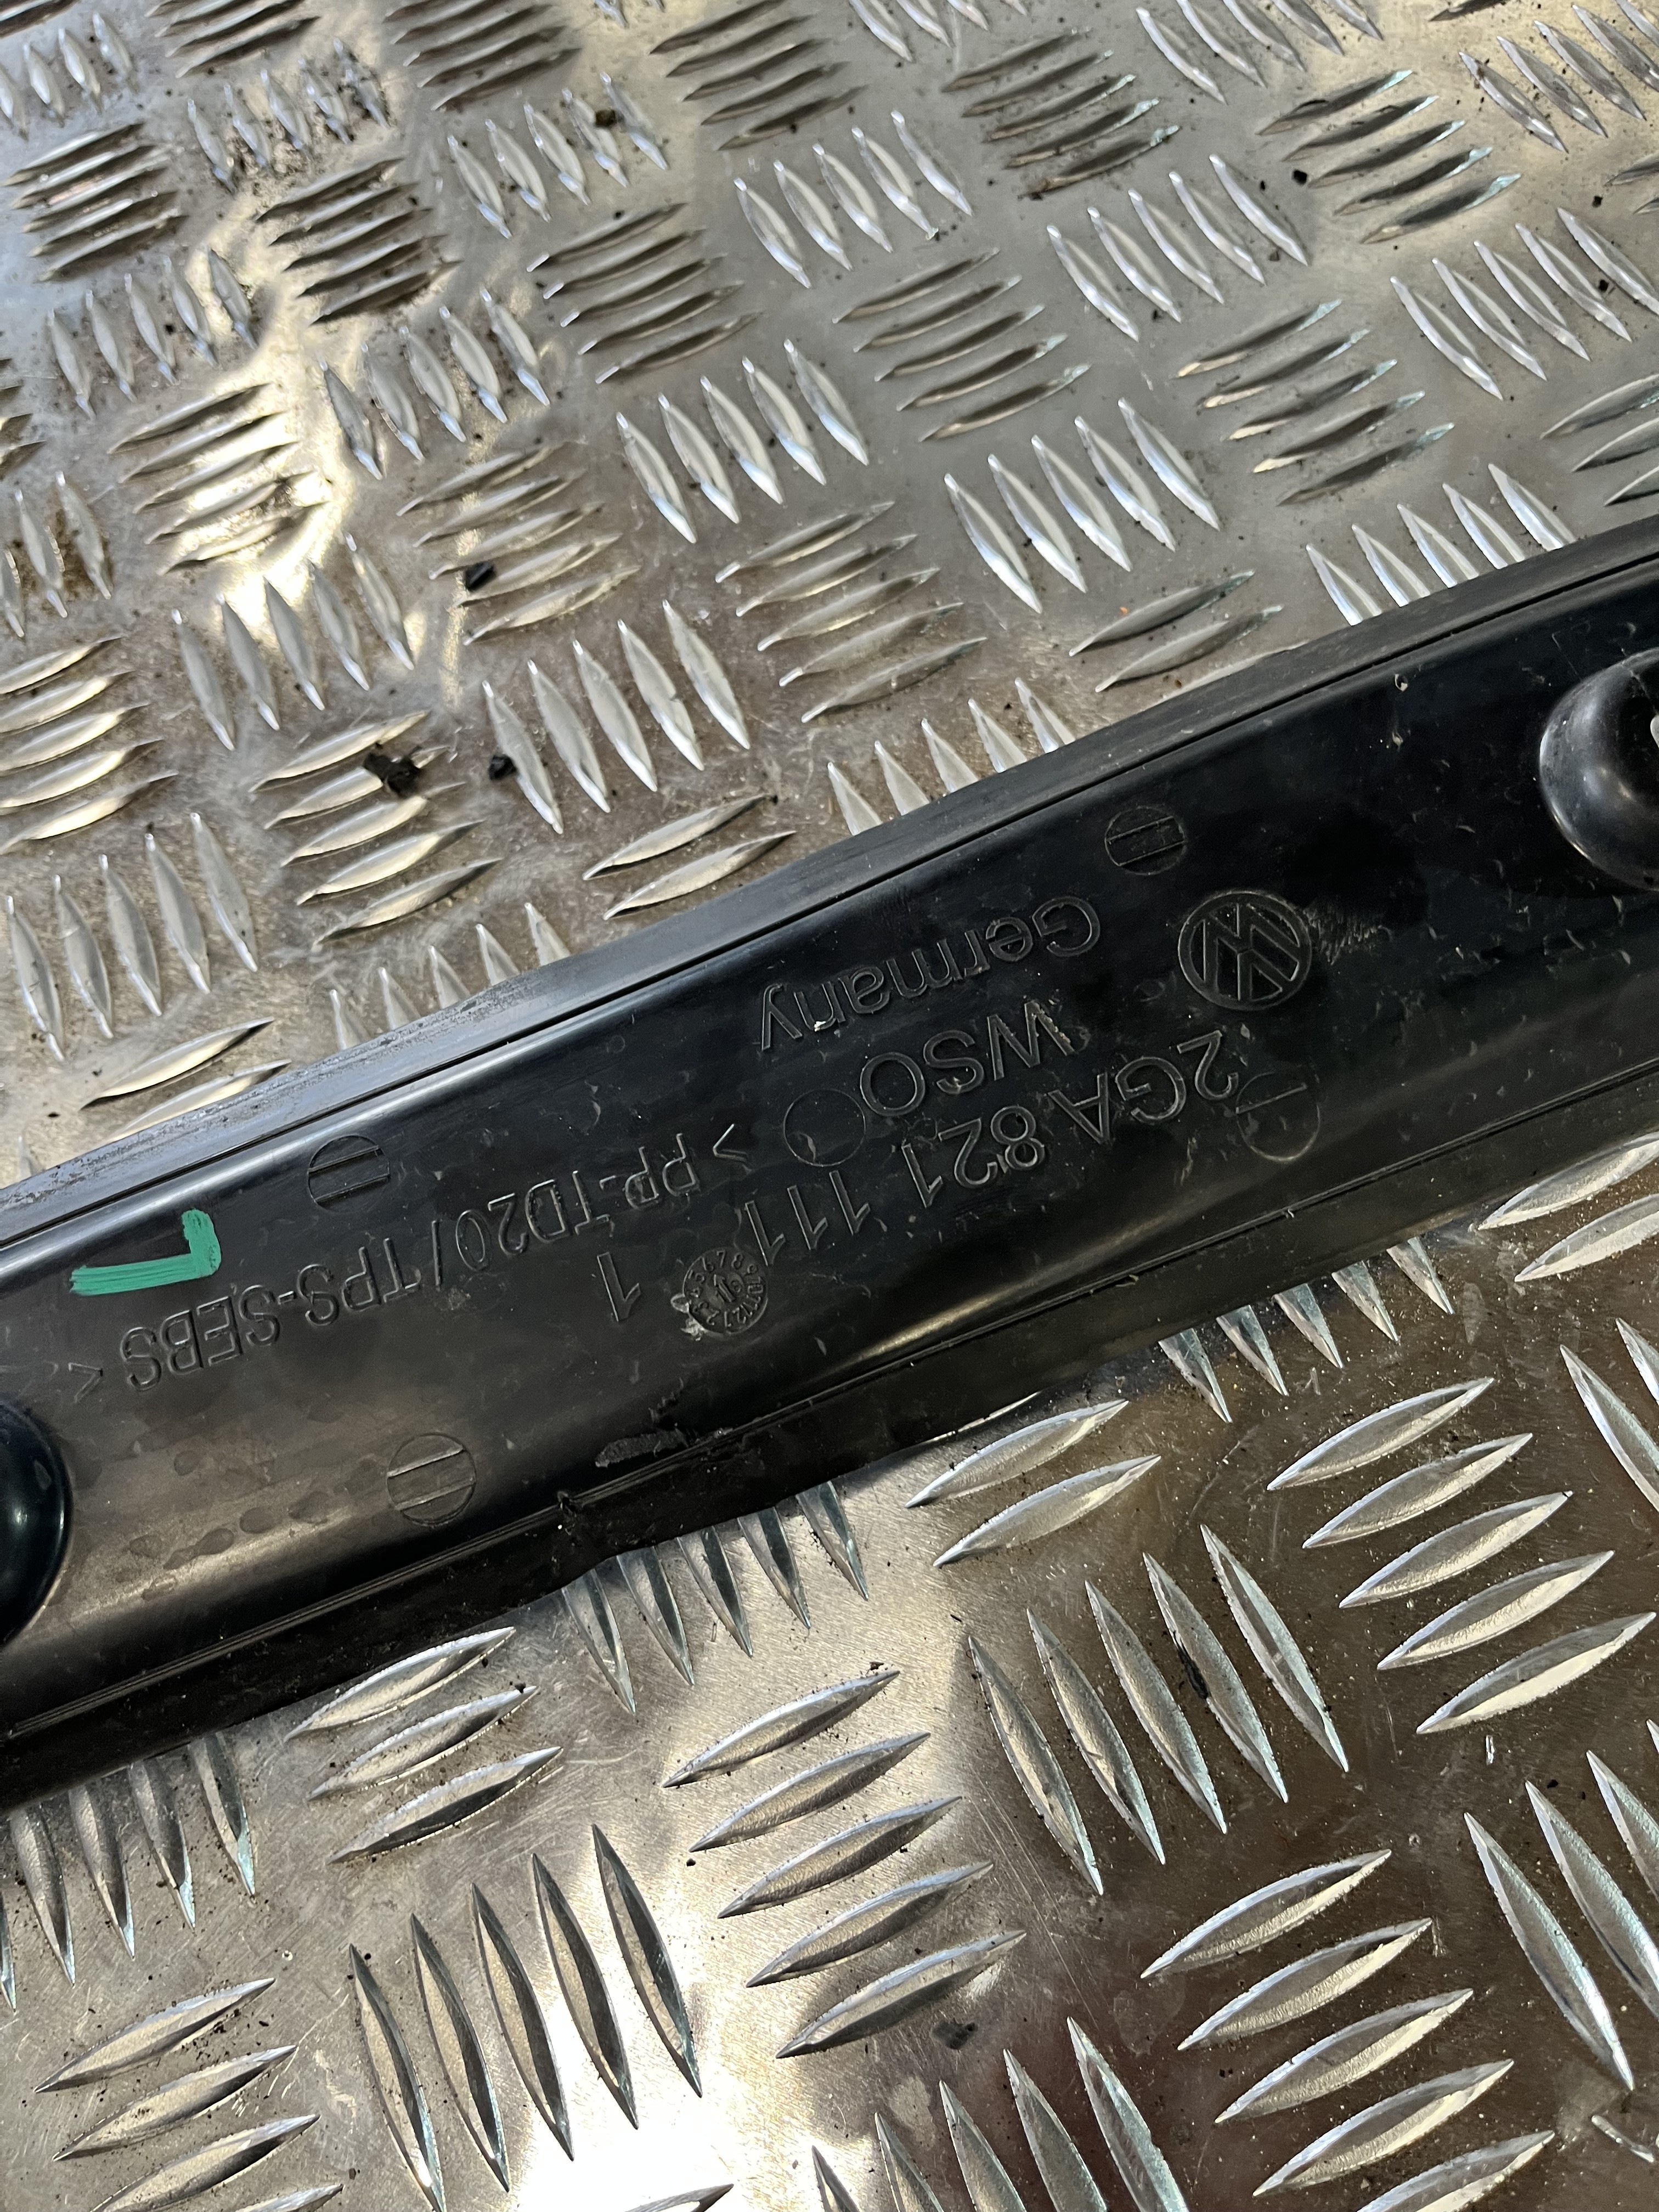 2GA 821 111
WSO
Germany
> PP-TD20/TPS-SEBS <
1